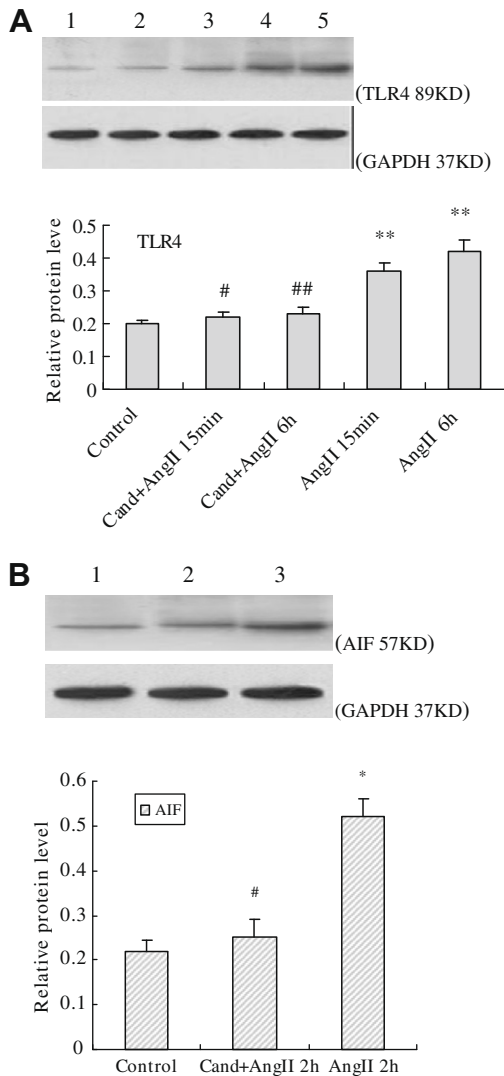 A
1 2 3 4 5
(TLR4 89KD)
(GAPDH 37KD)
Relative protein leve
0.5
0.4
0.3
0.2
0.1
0
TLR4
#
##
**
**
Control
Cand+AngII 15min
Cand+AngII 6h
AngII 15min
AngII 6h
B
1 2 3
(AIF 57KD)
(GAPDH 37KD)
Relative protein level
0.6
0.5
0.4
0.3
0.2
0.1
0
AIF
#
*
Control Cand+AngII 2h AngII 2h